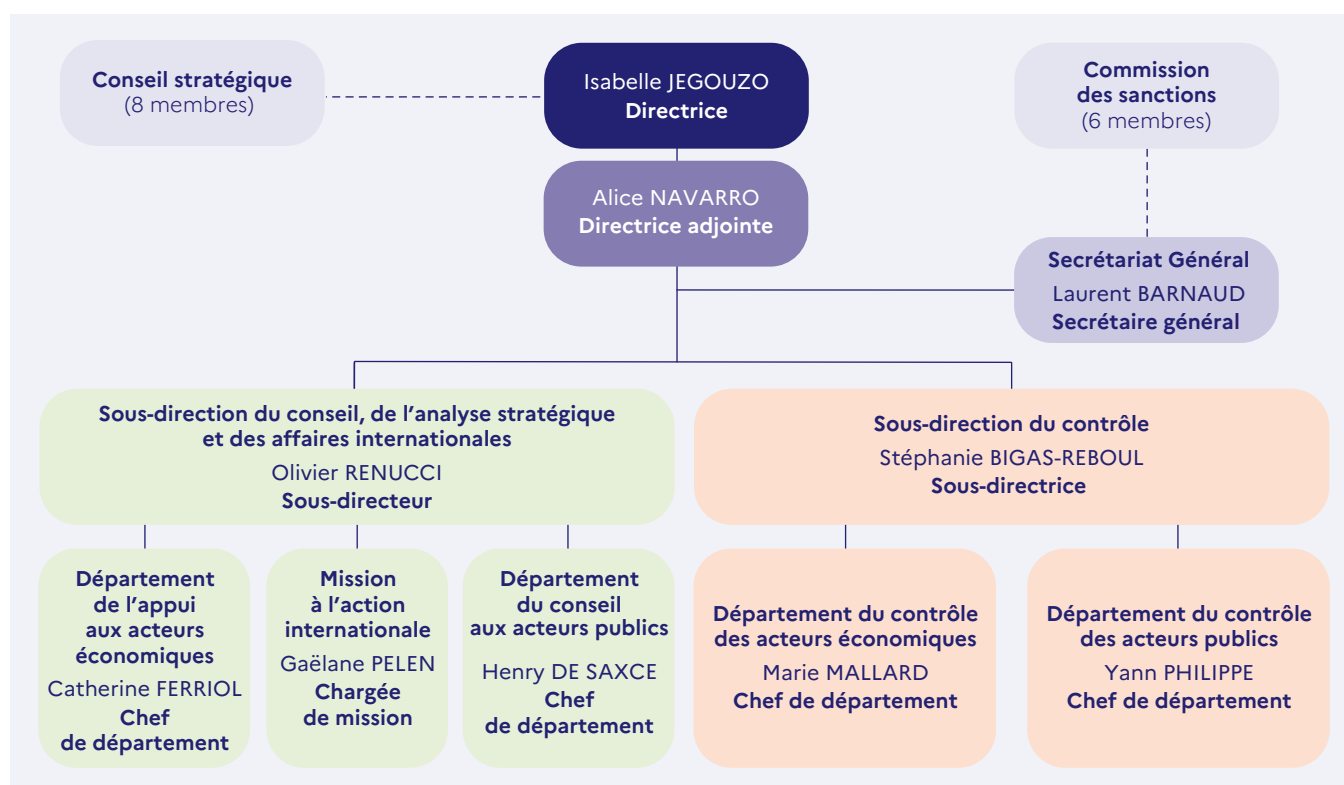 Conseil stratégique
(8 membres)
Isabelle JEGOUZO
Directrice
Commission
des sanctions
(6 membres)
Alice NAVARRO
Directrice adjointe
Secrétariat Général
Laurent BARNAUD
Secrétaire général
Sous-direction du conseil, de l'analyse stratégique
et des affaires internationales
Olivier RENUCCI
Sous-directeur
Sous-direction du contrôle
Stéphanie BIGAS-REBOUL
Sous-directrice
Département
de l'appui
aux acteurs
économiques
Catherine FERRIOL
Chef
de département
Mission
à l'action
internationale
Gaëlane PELEN
Chargée
de mission
Département
du conseil
aux acteurs publics
Henry DE SAXCE
Chef
de département
Département du contrôle
des acteurs économiques
Marie MALLARD
Chef de département
Département du contrôle
des acteurs publics
Yann PHILIPPE
Chef de département